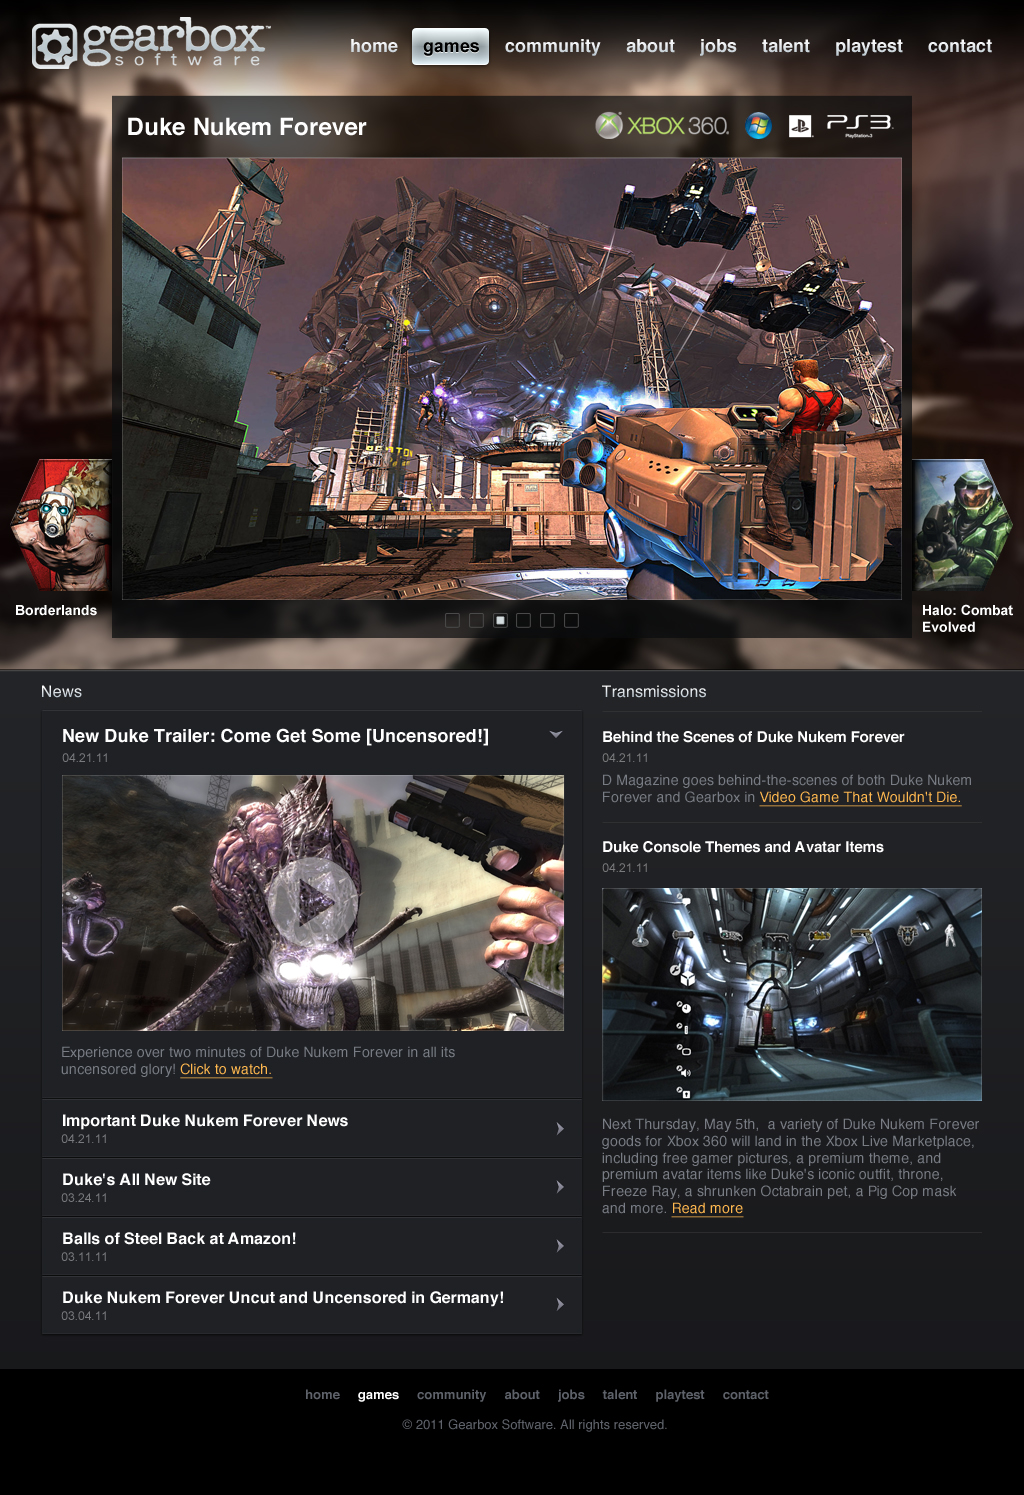 gearbox™
software
home games community about jobs talent playtest contact
Duke Nukem Forever
XBOX 360. PS3
PlayStation.3
Borderlands
Halo: Combat
Evolved
News
New Duke Trailer: Come Get Some [Uncensored!]
04.21.11
Experience over two minutes of Duke Nukem Forever in all its
uncensored glory! Click to watch.
Important Duke Nukem Forever News
04.21.11
Duke's All New Site
03.24.11
Balls of Steel Back at Amazon!
03.11.11
Duke Nukem Forever Uncut and Uncensored in Germany!
03.04.11
Transmissions
Behind the Scenes of Duke Nukem Forever
04.21.11
D Magazine goes behind-the-scenes of both Duke Nukem
Forever and Gearbox in Video Game That Wouldn't Die.
Duke Console Themes and Avatar Items
04.21.11
Next Thursday, May 5th, a variety of Duke Nukem Forever
goods for Xbox 360 will land in the Xbox Live Marketplace,
including free gamer pictures, a premium theme, and
premium avatar items like Duke's iconic outfit, throne,
Freeze Ray, a shrunken Octabrain pet, a Pig Cop mask
and more. Read more
home games community about jobs talent playtest contact
© 2011 Gearbox Software. All rights reserved.